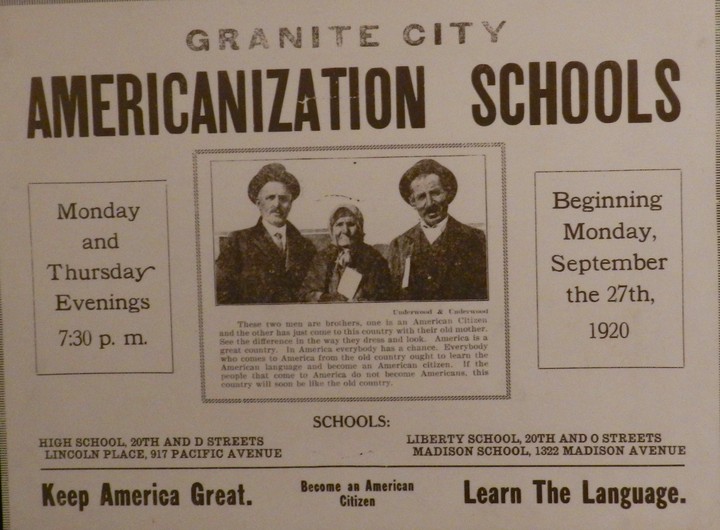 GRANITE CITY
AMERICANIZATION SCHOOLS
Monday
and
Thursday
Evenings
7:30 p. m.
Underwood & Underwood
These two men are brothers, one is an American Citizen
and the other has just come to this country with their old mother.
See the difference in the way they dress and look. America is a
great country. In America everybody has a chance. Everybody
who comes to America from the old country ought to learn the
American language and become an American citizen. If the
people that come to America do not become Americans, this
country will soon be like the old country.
Beginning
Monday,
September
the 27th,
1920
SCHOOLS:
HIGH SCHOOL, 20TH AND D STREETS
LINCOLN PLACE, 917 PACIFIC AVENUE
LIBERTY SCHOOL, 20TH AND O STREETS
MADISON SCHOOL, 1322 MADISON AVENUE
Keep America Great.
Become an American
Citizen
Learn The Language.